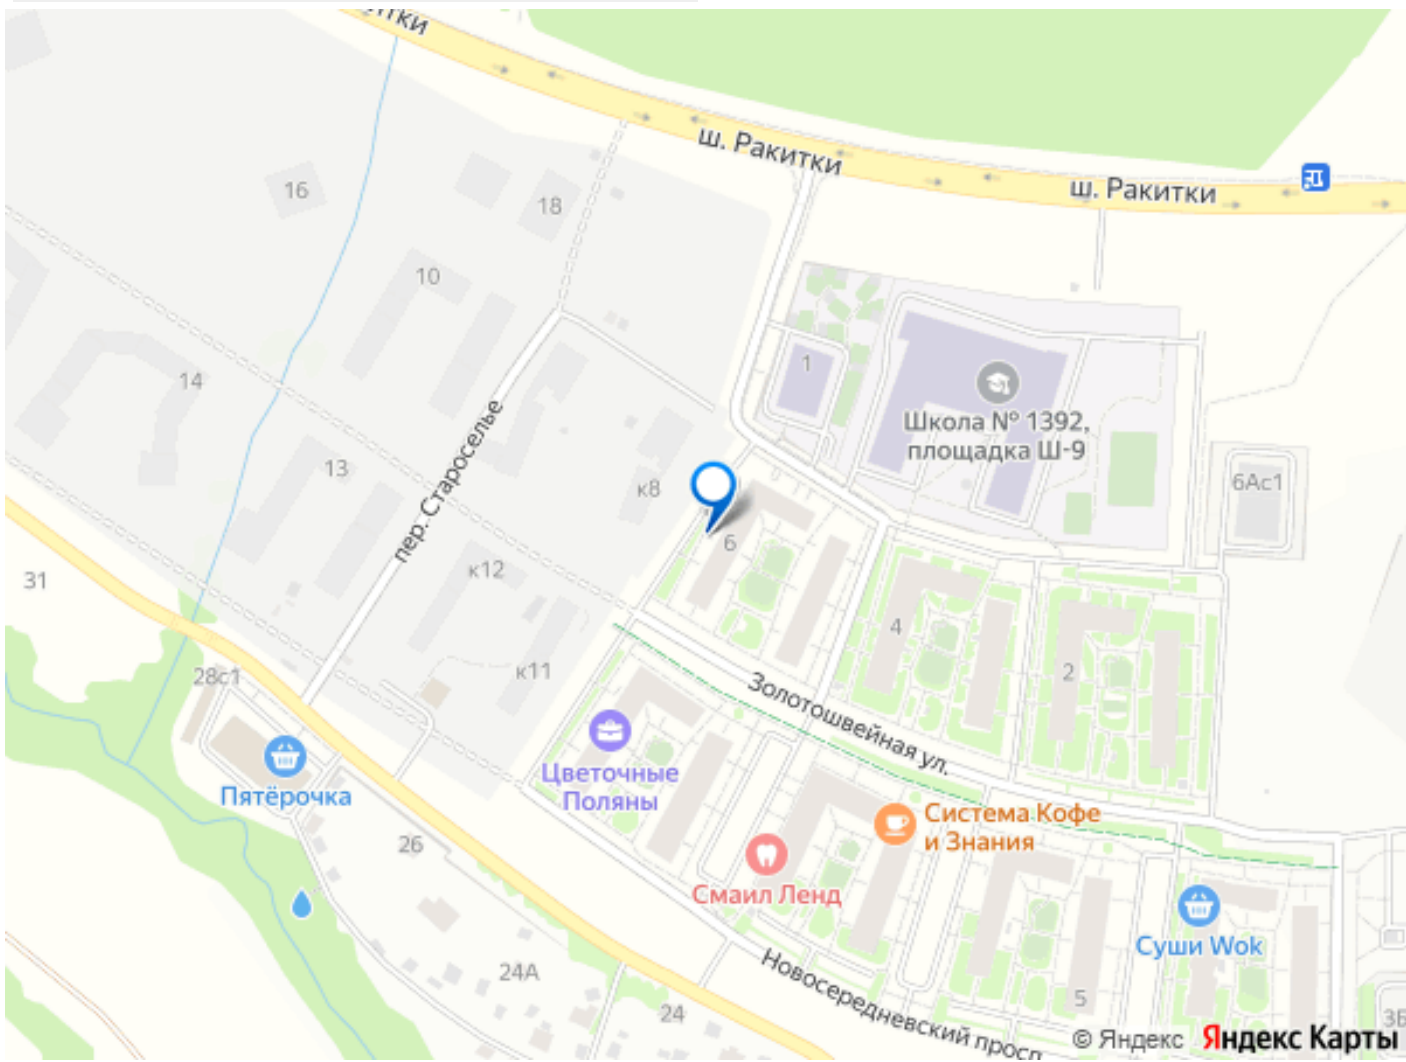 ш. Ракитки
ш. Ракитки
16
18
10
1
14
Школа № 1392,
площадка Ш-9
13
пер. Староселье
к8
6Ас1
6
31
к12
4
2
28с1
к11
Золотошвейная ул.
Цветочные
Поляны
Пятёрочка
26
Система Кофе
и Знания
Смаил Ленд
Суши Wok
24А
24
Новосередневский просп
5
3Б
© Яндекс Яндекс Карты